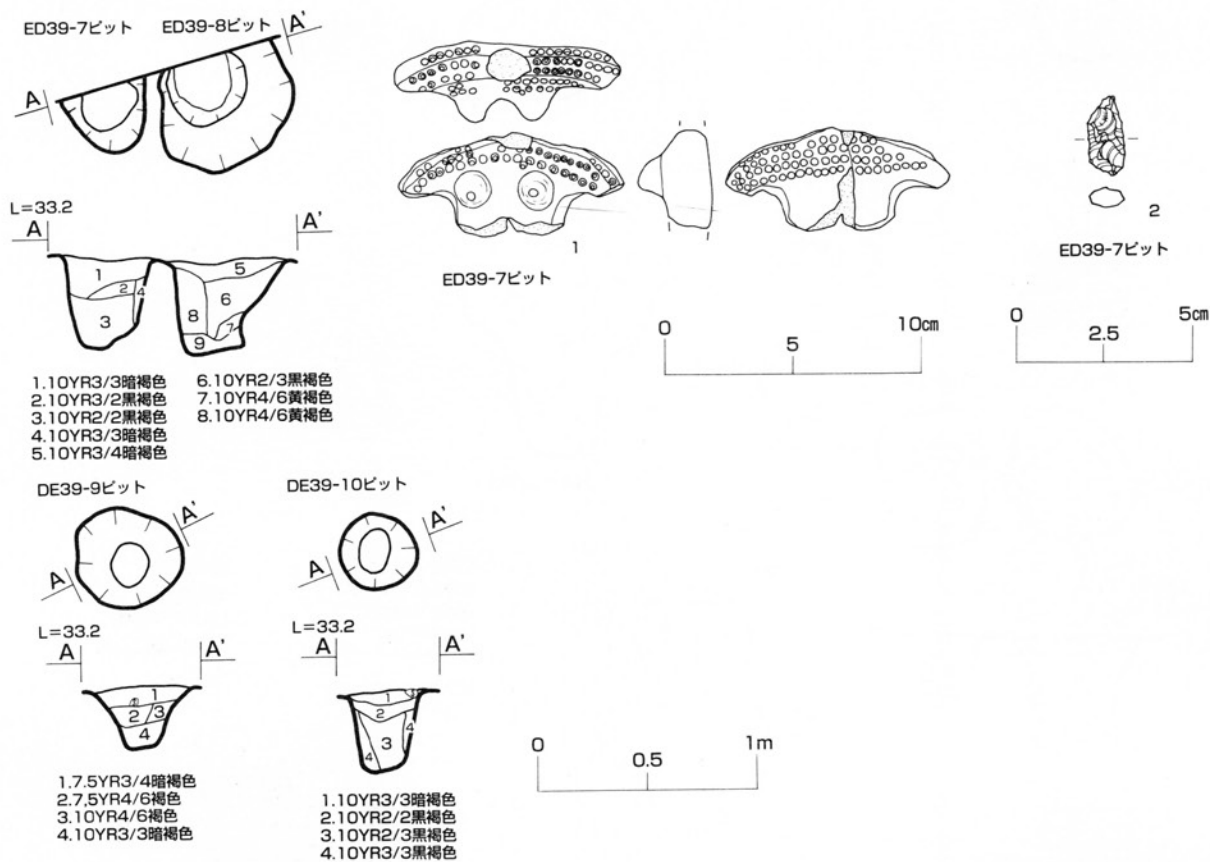 ED39-7ピット ED39-8ピット
A'
A
L=33.2
A A'
1 2 4 3 5 6 8 7 9
1.10YR3/3暗褐色
2.10YR3/2黒褐色
3.10YR2/2黒褐色
4.10YR3/3暗褐色
5.10YR3/4暗褐色
6.10YR2/3黒褐色
7.10YR4/6黄褐色
8.10YR4/6黄褐色
1
ED39-7ピット
0 5 10cm
2
ED39-7ピット
0 2.5 5cm
DE39-9ピット
A'
A
L=33.2
A A'
1
2 3
4
1.7.5YR3/4暗褐色
2.7,5YR4/6褐色
3.10YR4/6褐色
4.10YR3/3暗褐色
DE39-10ピット
A'
A
L=33.2
A A'
1
2
3 4
4
1.10YR3/3暗褐色
2.10YR2/2黒褐色
3.10YR2/3黒褐色
4.10YR3/3黒褐色
0 0.5 1m